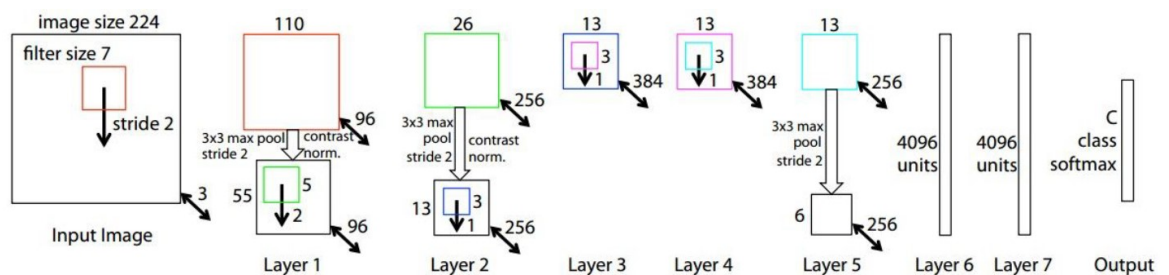 image size 224
filter size 7
stride 2
3
Input Image
110
96
3x3 max pool
stride 2
contrast
norm.
55
5
2
96
Layer 1
26
256
3x3 max
pool
stride 2
contrast
norm.
13
3
1
256
Layer 2
13
3
1
384
Layer 3
13
3
1
384
Layer 4
13
256
3x3 max
pool
stride 2
6
256
Layer 5
4096
units
Layer 6
4096
units
Layer 7
C
class
softmax
Output